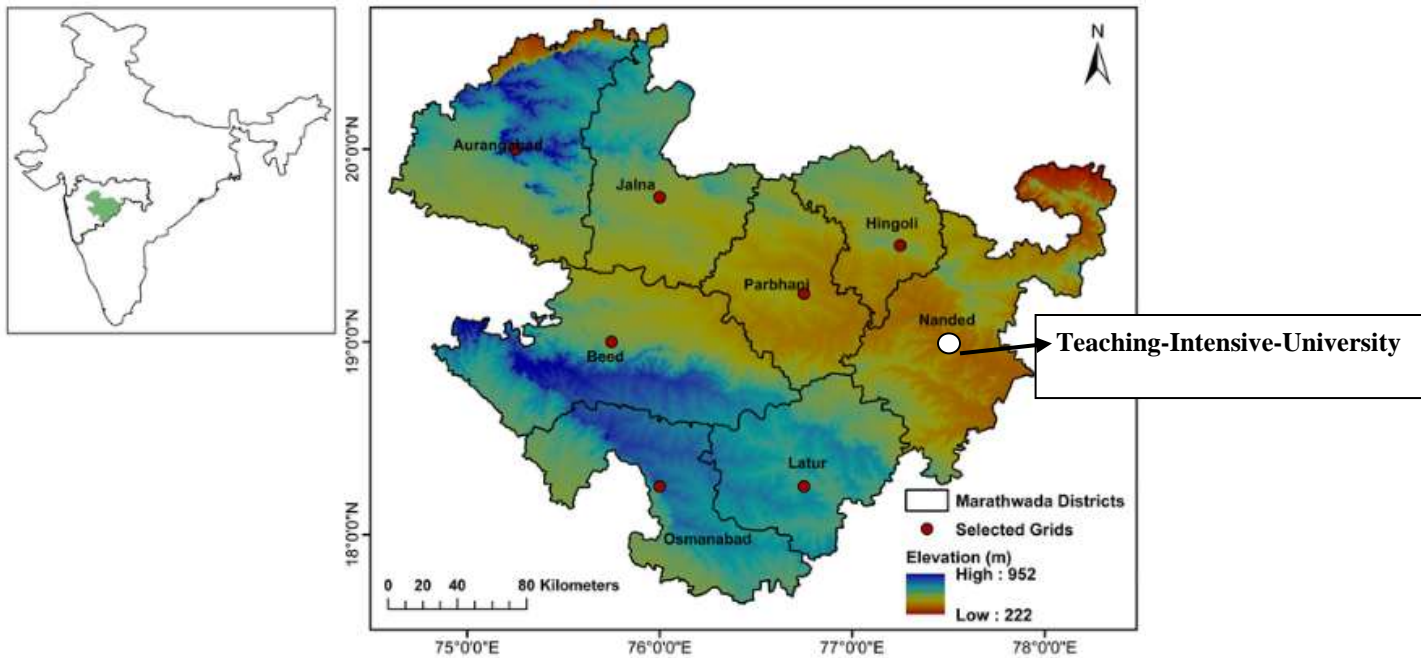 N
20°0'0"N
19°0'0"N
18°0'0"N
Aurangabad
Jalna
Hingoli
Parbhani
Nanded
Beed
Latur
Osmanabad
Teaching-Intensive-University
Marathwada Districts
Selected Grids
Elevation (m)
High : 952
Low : 222
0 20 40 80 Kilometers
75°0'0"E 76°0'0"E 77°0'0"E 78°0'0"E